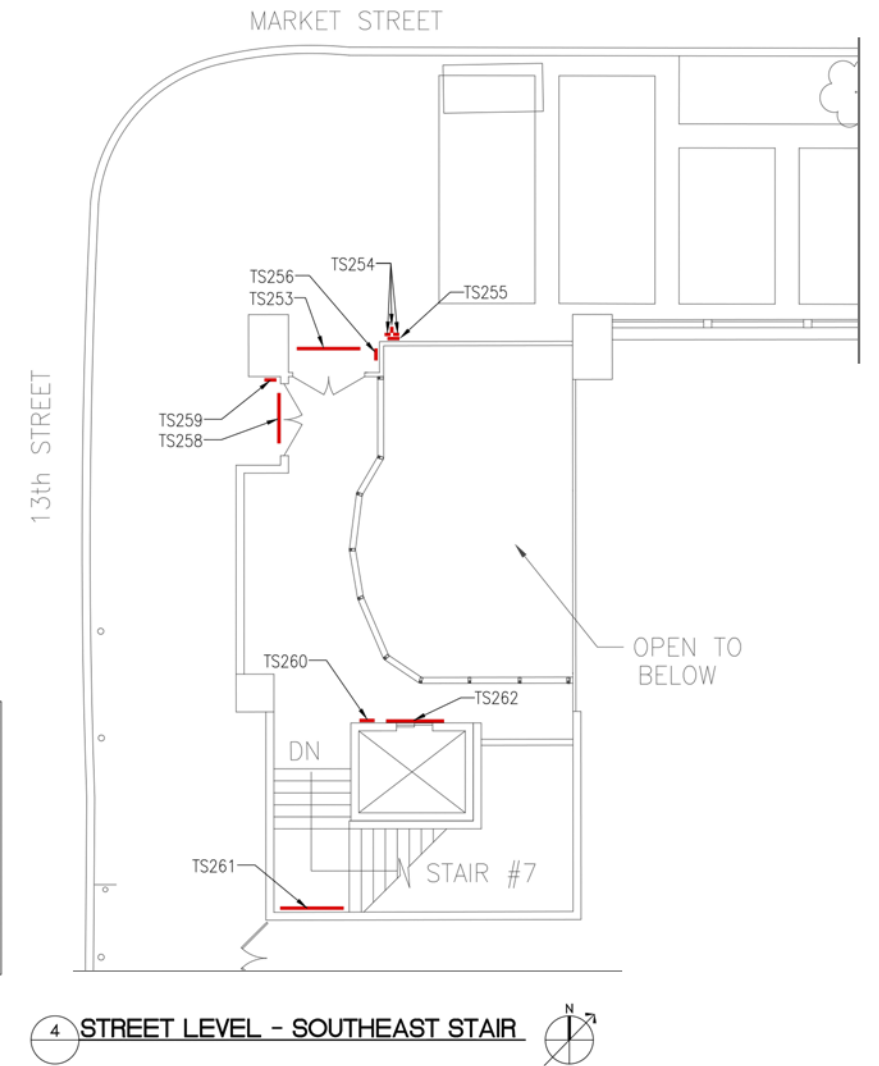 MARKET STREET
TS254
TS256
TS255
TS253
13th STREET
TS259
TS258
OPEN TO
BELOW
TS260
TS262
DN
TS261
STAIR #7
4 STREET LEVEL - SOUTHEAST STAIR
N